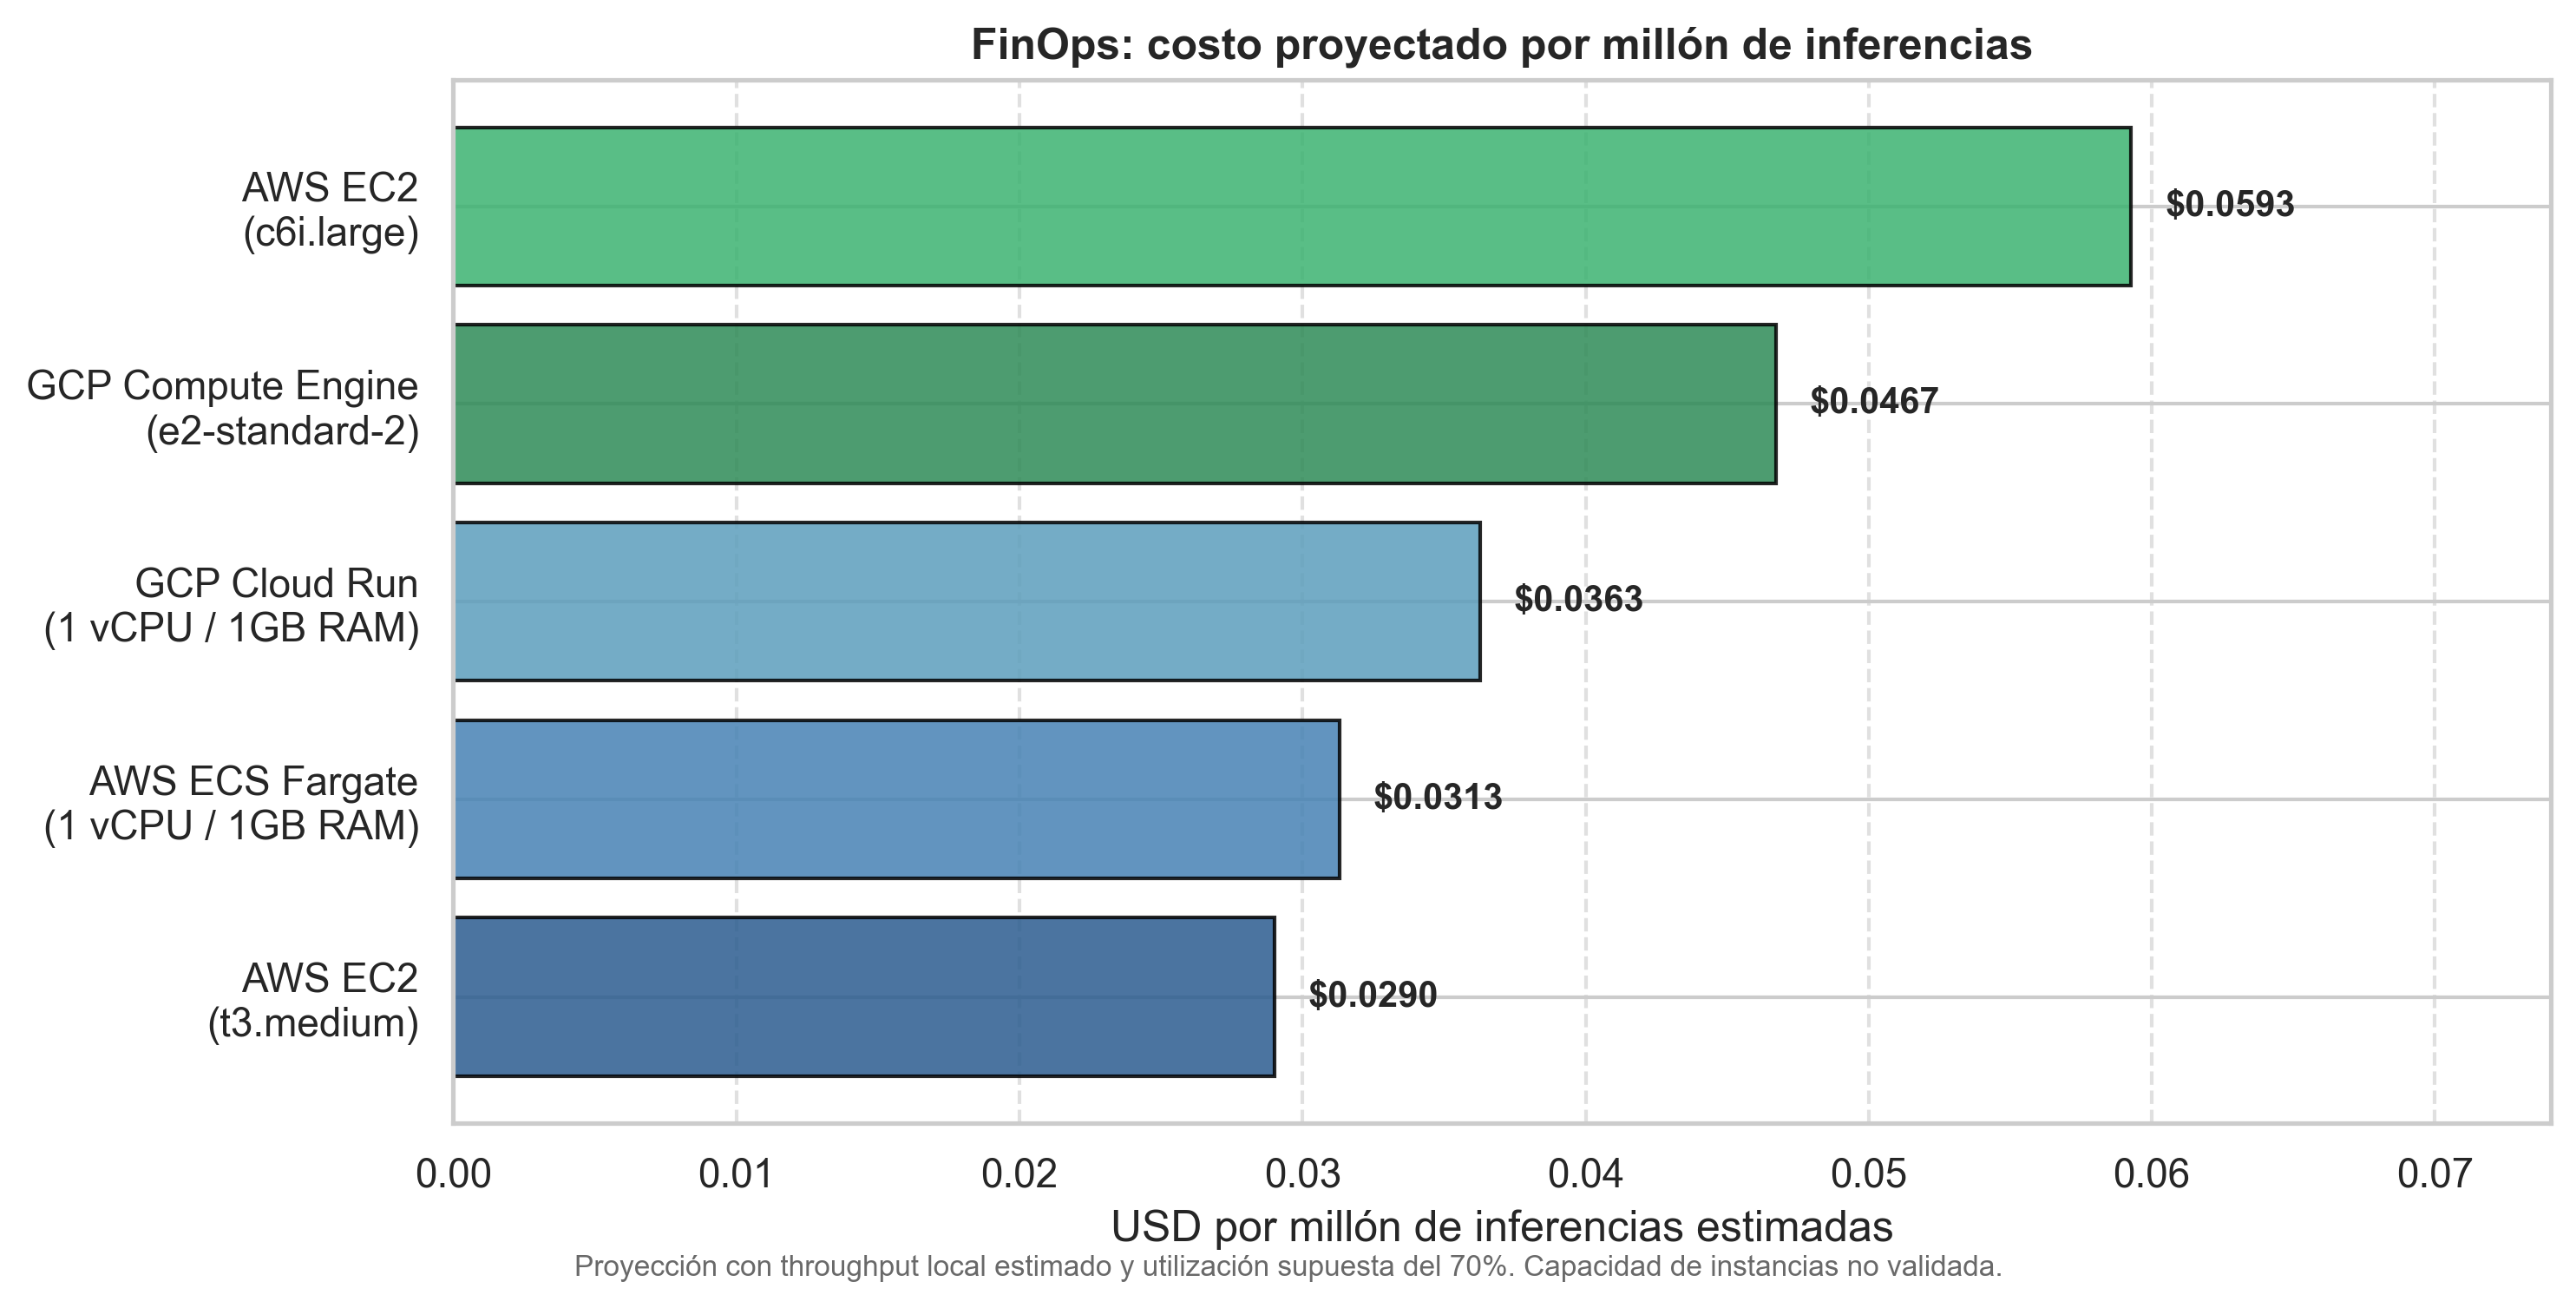 FinOps: costo proyectado por millón de inferencias
AWS EC2
(c6i.large)
$0.0593
GCP Compute Engine
(e2-standard-2)
$0.0467
GCP Cloud Run
(1 vCPU / 1GB RAM)
$0.0363
AWS ECS Fargate
(1 vCPU / 1GB RAM)
$0.0313
AWS EC2
(t3.medium)
$0.0290
0.00 0.01 0.02 0.03 0.04 0.05 0.06 0.07
USD por millón de inferencias estimadas
Proyección con throughput local estimado y utilización supuesta del 70%. Capacidad de instancias no validada.